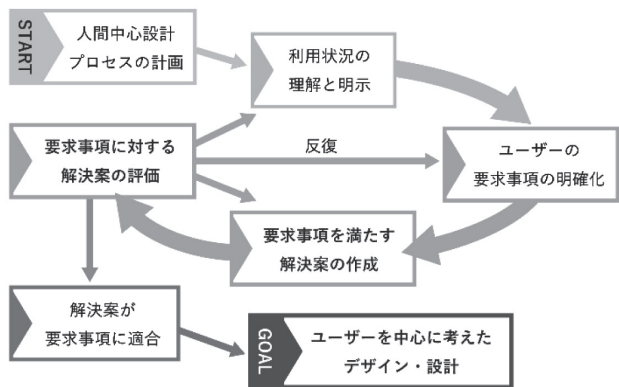 START
人間中心設計
プロセスの計画
利用状況の
理解と明示
要求事項に対する
解決案の評価
反復
ユーザーの
要求事項の明確化
要求事項を満たす
解決案の作成
解決案が
要求事項に適合
GOAL
ユーザーを中心に考えた
デザイン・設計